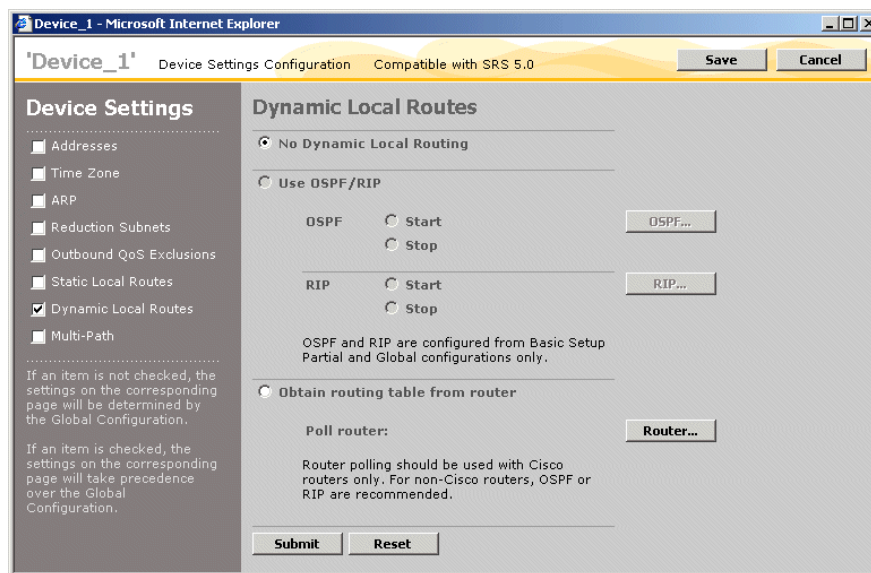 Device_1 - Microsoft Internet Explorer
'Device_1' Device Settings Configuration Compatible with SRS 5.0 Save Cancel
Device Settings
Addresses
Time Zone
ARP
Reduction Subnets
Outbound QoS Exclusions
Static Local Routes
Dynamic Local Routes
Multi-Path
If an item is not checked, the
settings on the corresponding
page will be determined by
the Global Configuration.
If an item is checked, the
settings on the corresponding
page will take precedence
over the Global
Configuration.
Dynamic Local Routes
No Dynamic Local Routing
Use OSPF/RIP
OSPF Start OSPF...
Stop
RIP Start RIP...
Stop
OSPF and RIP are configured from Basic Setup
Partial and Global configurations only.
Obtain routing table from router
Poll router: Router...
Router polling should be used with Cisco
routers only. For non-Cisco routers, OSPF or
RIP are recommended.
Submit Reset